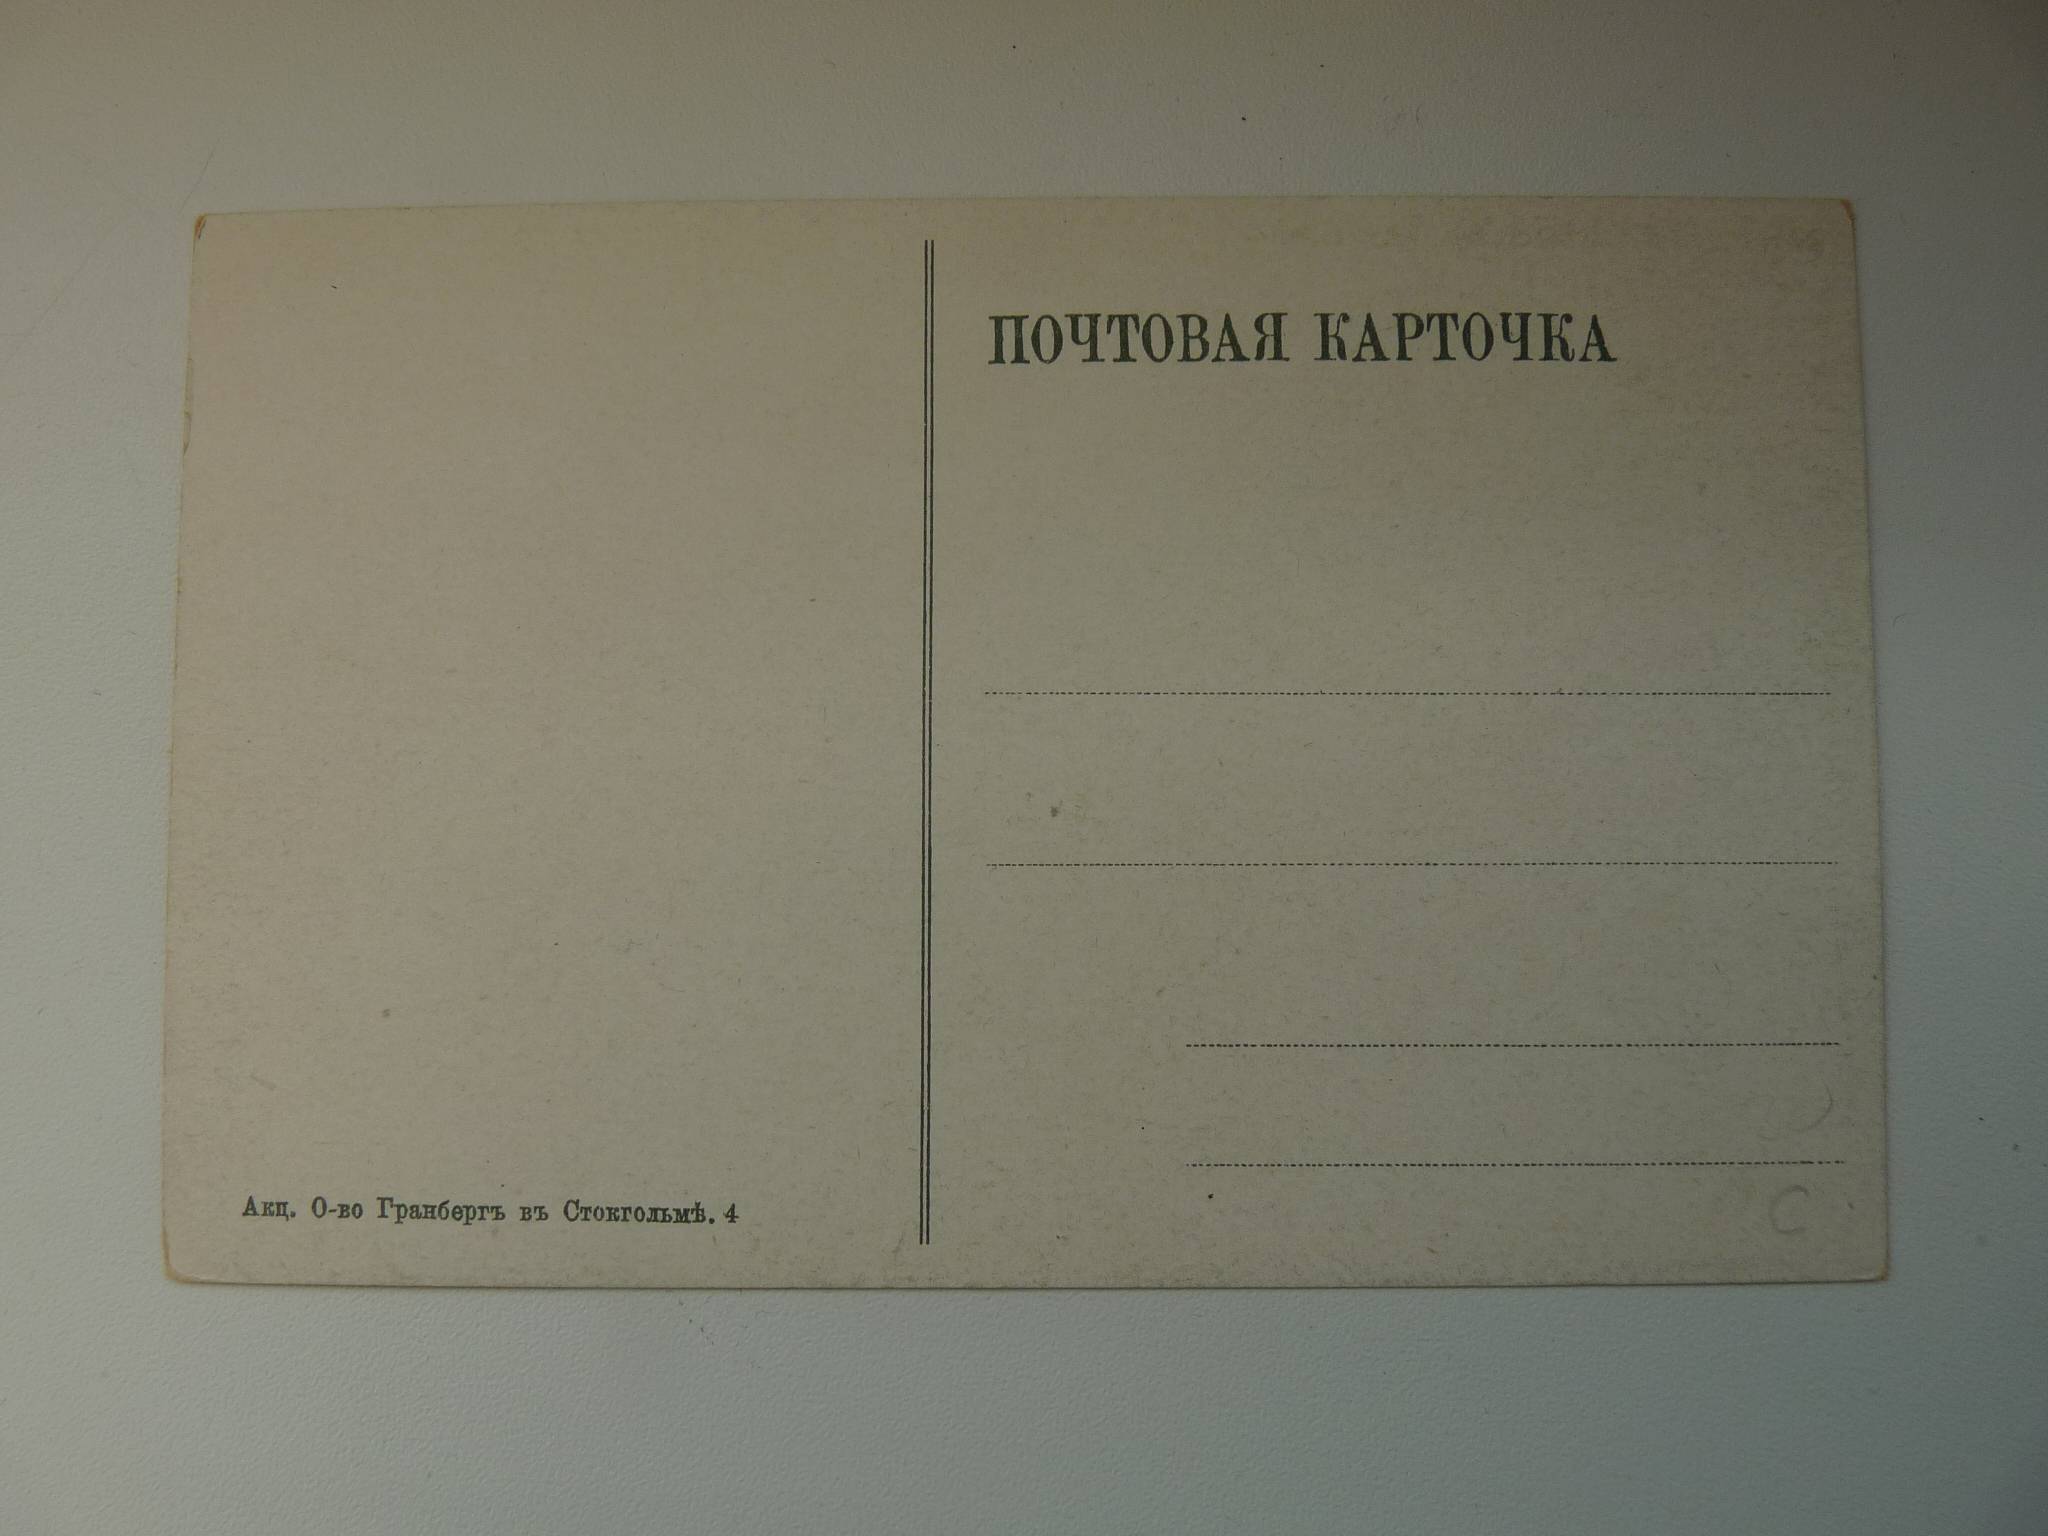 ПОЧТОВАЯ КАРТОЧКА
Акц. О-во Гранбергъ въ Стокгольмѣ. 4
С